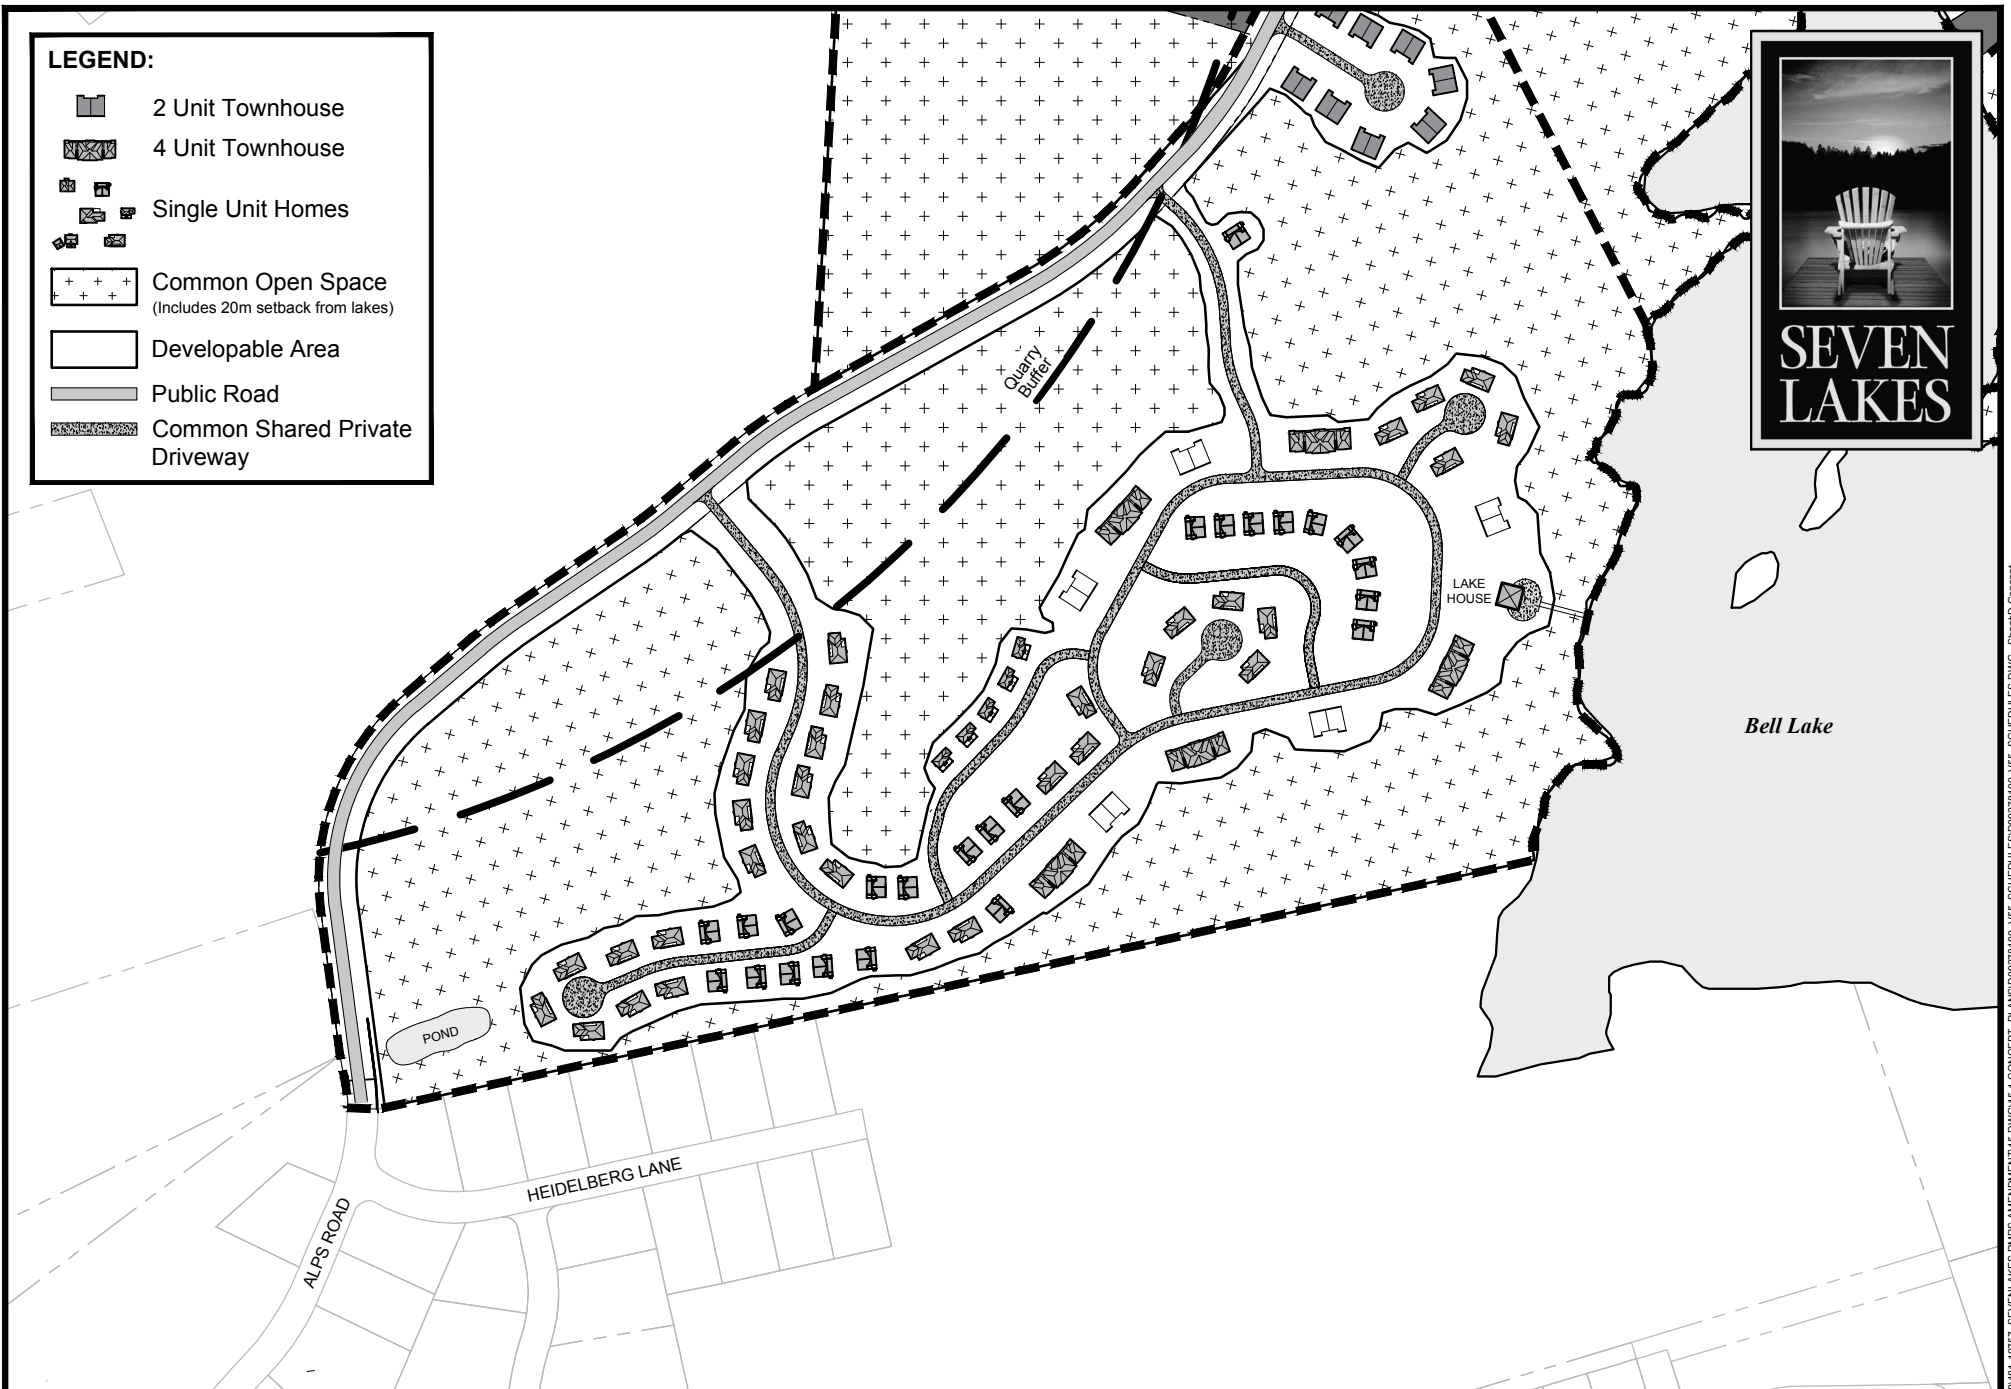 LEGEND:
2 Unit Townhouse
4 Unit Townhouse
Single Unit Homes
Common Open Space
(Includes 20m setback from lakes)
Developable Area
Public Road
Common Shared Private
Driveway
SEVEN
LAKES
Quarry
Buffer
LAKE
HOUSE
Bell Lake
POND
HEIDELBERG LANE
ALPS ROAD